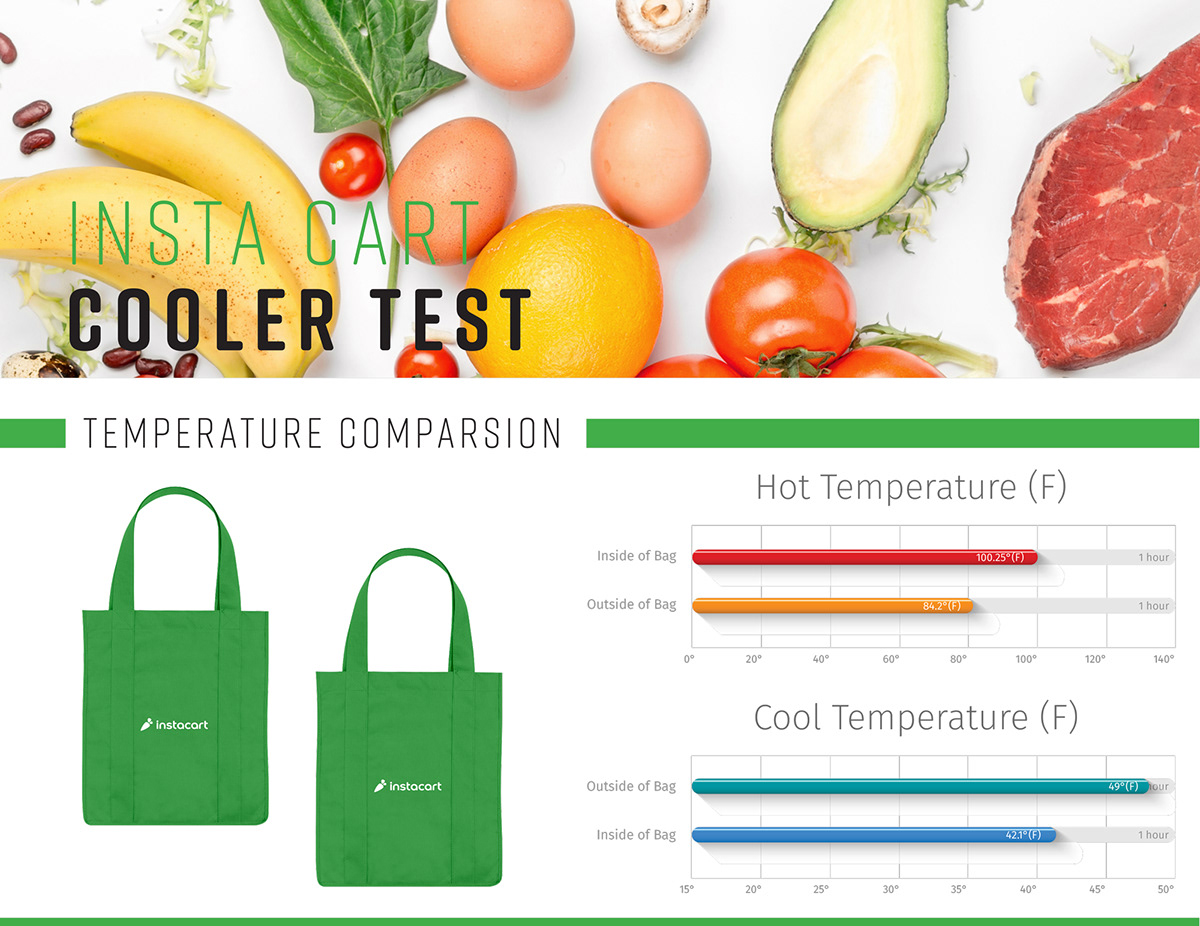 INSTA CART
COOLER TEST
TEMPERATURE COMPARSION
instacart
instacart
Hot Temperature (F)
Inside of Bag 100.25°(F) 1 hour
Outside of Bag 84.2°(F) 1 hour
0° 20° 40° 60° 80° 100° 120° 140°
Cool Temperature (F)
Outside of Bag 49°(F) hour
Inside of Bag 42.1°(F) 1 hour
15° 20° 25° 30° 35° 40° 45° 50°